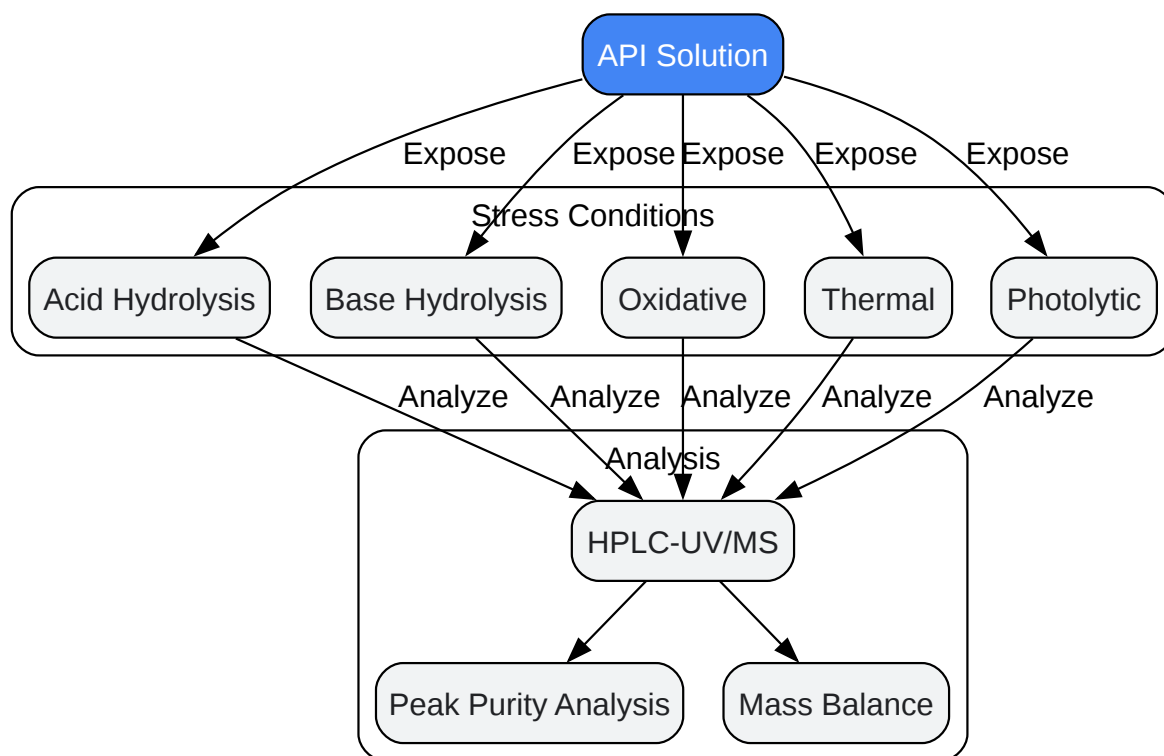 API Solution
Expose Expose Expose Expose Expose
Stress Conditions
Acid Hydrolysis Base Hydrolysis Oxidative Thermal Photolytic
Analyze Analyze Analyze Analyze Analyze
Analysis
HPLC-UV/MS
Peak Purity Analysis Mass Balance